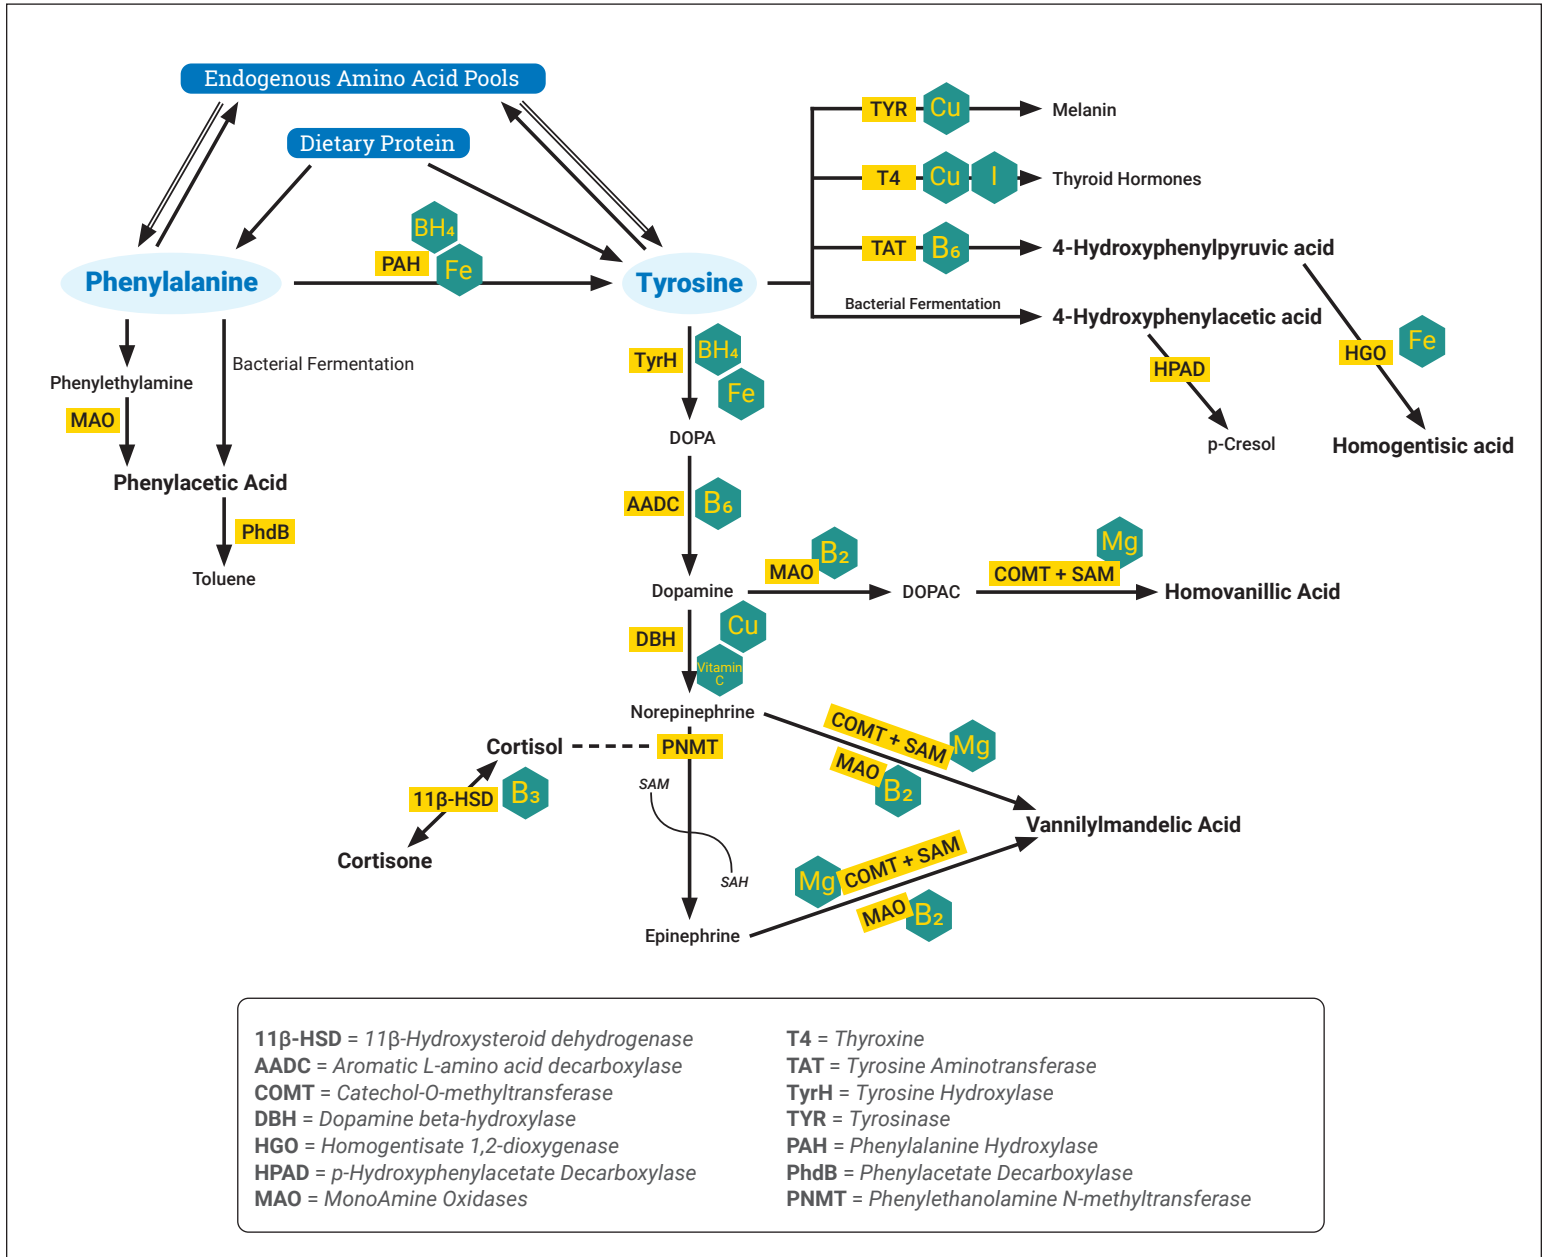 Endogenous Amino Acid Pools
Dietary Protein
TYR
Cu
Melanin
T4
Cu
I
Thyroid Hormones
TAT
B₆
4-Hydroxyphenylpyruvic acid
Bacterial Fermentation
4-Hydroxyphenylacetic acid
HPAD
p-Cresol
HGO
Fe
Homogentisic acid
Phenylalanine
BH₄
PAH
Fe
Tyrosine
Phenylethylamine
MAO
Bacterial Fermentation
Phenylacetic Acid
PhdB
Toluene
TyrH
BH₄
Fe
DOPA
AADC
B₆
Dopamine
MAO
B₂
DOPAC
COMT + SAM
Mg
Homovanillic Acid
DBH
Cu
Vitamin
C
Norepinephrine
Cortisol
PNMT
11β-HSD
B₃
Cortisone
SAM
SAH
COMT + SAM
Mg
MAO
B₂
Vannilylmandelic Acid
Mg
COMT + SAM
MAO
B₂
Epinephrine
11β-HSD = 11β-Hydroxysteroid dehydrogenase
AADC = Aromatic L-amino acid decarboxylase
COMT = Catechol-O-methyltransferase
DBH = Dopamine beta-hydroxylase
HGO = Homogentisate 1,2-dioxygenase
HPAD = p-Hydroxyphenylacetate Decarboxylase
MAO = MonoAmine Oxidases
T4 = Thyroxine
TAT = Tyrosine Aminotransferase
TyrH = Tyrosine Hydroxylase
TYR = Tyrosinase
PAH = Phenylalanine Hydroxylase
PhdB = Phenylacetate Decarboxylase
PNMT = Phenylethanolamine N-methyltransferase